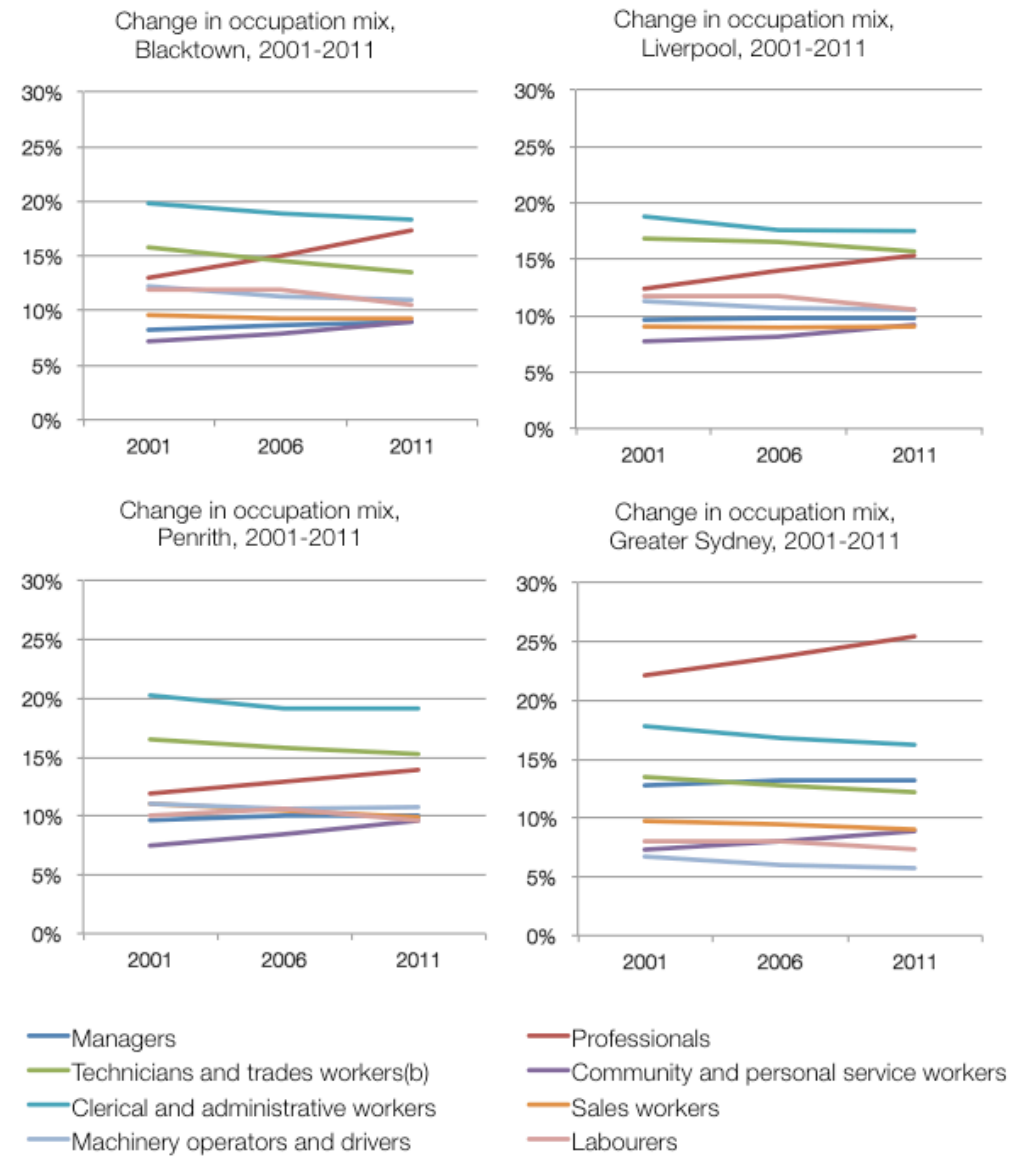 Change in occupation mix,
Blacktown, 2001-2011
30%
25%
20%
15%
10%
5%
0%
2001 2006 2011
Change in occupation mix,
Liverpool, 2001-2011
30%
25%
20%
15%
10%
5%
0%
2001 2006 2011
Change in occupation mix,
Penrith, 2001-2011
30%
25%
20%
15%
10%
5%
0%
2001 2006 2011
Change in occupation mix,
Greater Sydney, 2001-2011
30%
25%
20%
15%
10%
5%
0%
2001 2006 2011
Managers
Professionals
Technicians and trades workers(b)
Community and personal service workers
Clerical and administrative workers
Sales workers
Machinery operators and drivers
Labourers